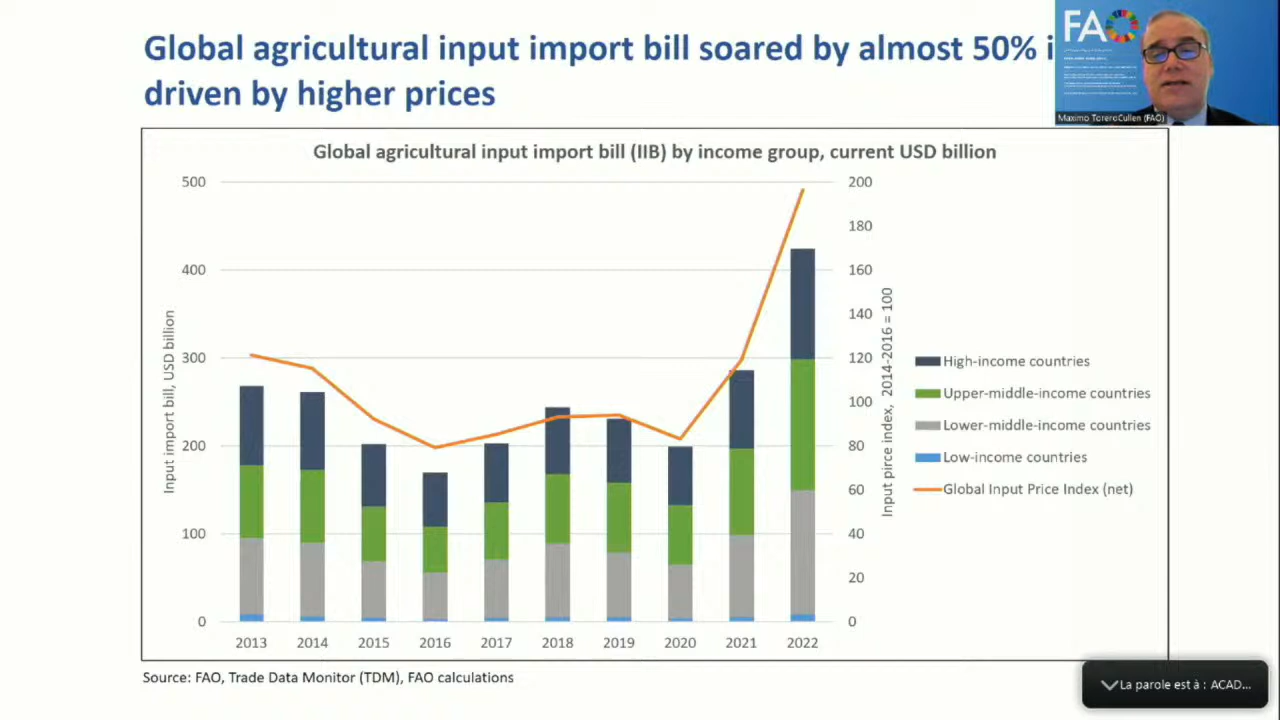 Global agricultural input import bill soared by almost 50% i
driven by higher prices
FAO
Maximo ToreroCullen (FAO)
Global agricultural input import bill (IIB) by income group, current USD billion
500
400
300
200
100
0
Input import bill, USD billion
200
180
160
140
120
100
80
60
40
20
0
Input pirce index, 2014-2016 = 100
2013 2014 2015 2016 2017 2018 2019 2020 2021 2022
High-income countries
Upper-middle-income countries
Lower-middle-income countries
Low-income countries
Global Input Price Index (net)
Source: FAO, Trade Data Monitor (TDM), FAO calculations
La parole est à : ACAD...